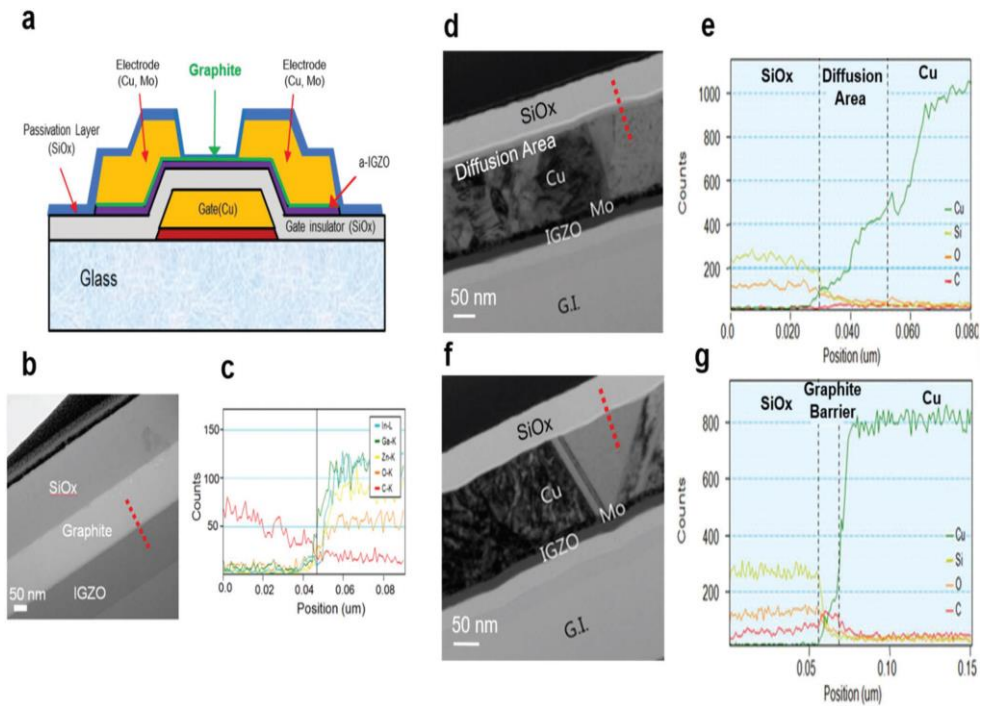 a
Electrode
(Cu, Mo)
Graphite
Electrode
(Cu, Mo)
Passivation Layer
(SiOx)
a-IGZO
Gate(Cu)
Gate insulator (SiOx)
Glass
b
SiOx
Graphite
IGZO
50 nm
c
150
100
50
Counts
In-L
Ga-K
Zn-K
O-K
C-K
0.0 0.02 0.04 0.06 0.08
Position (um)
d
SiOx
Diffusion Area
Cu
Mo
IGZO
50 nm
G.I.
e
SiOx
Diffusion
Area
Cu
1000
800
600
400
200
Counts
Cu
Si
O
C
0.0 0.020 0.040 0.060 0.080
Position (um)
f
SiOx
Cu
Mo
IGZO
50 nm
G.I.
g
SiOx
Graphite
Barrier
Cu
800
600
400
200
Counts
Cu
Si
O
C
0.05 0.10 0.15
Position (um)